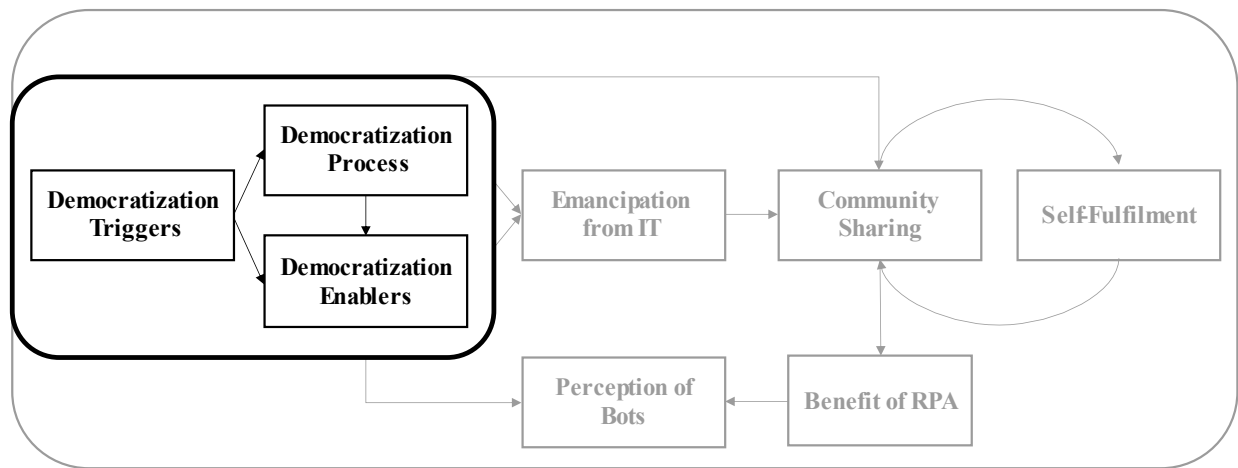 Democratization
Process
Democratization
Triggers
Democratization
Enablers
Emancipation
from IT
Community
Sharing
Self-Fulfilment
Perception of
Bots
Benefit of RPA